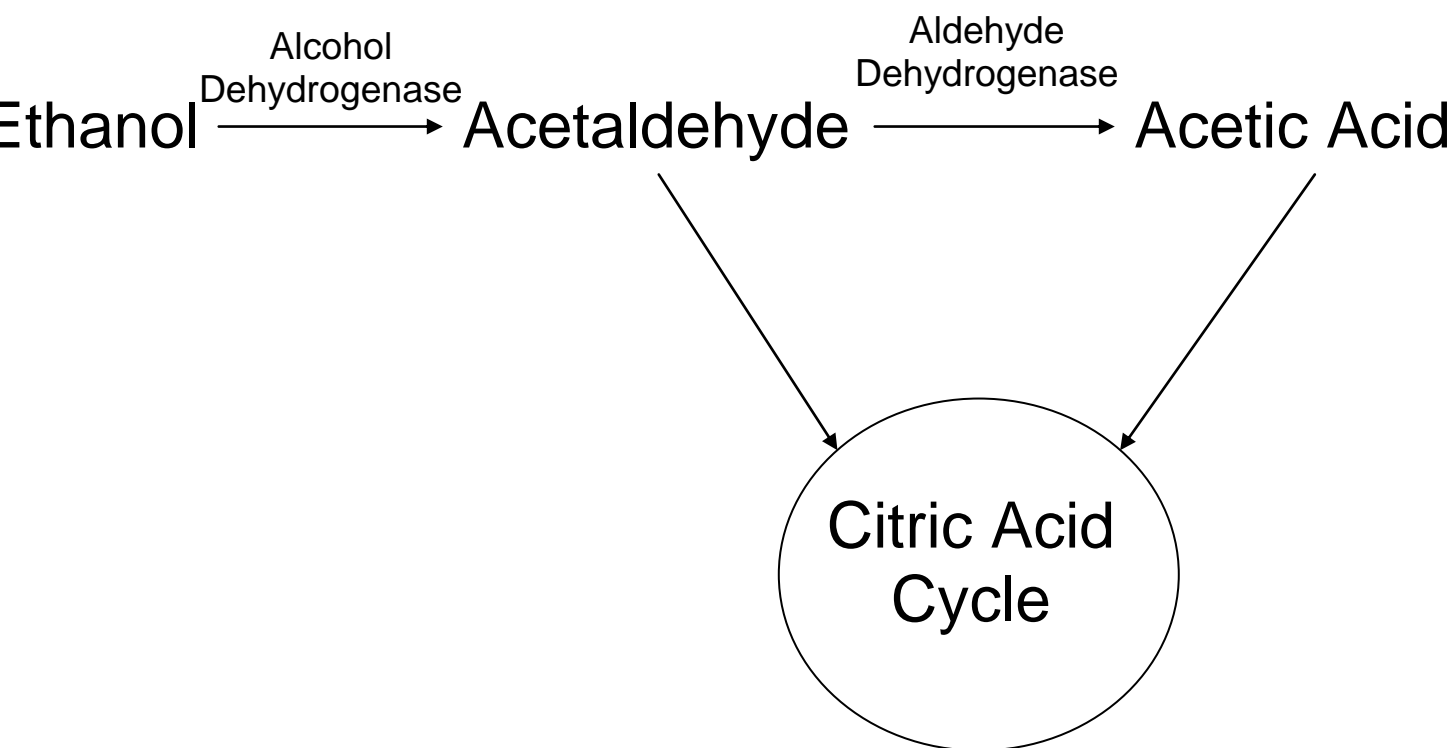 Alcohol
Dehydrogenase
Aldehyde
Dehydrogenase
Ethanol
Acetaldehyde
Acetic Acid
Citric Acid
Cycle